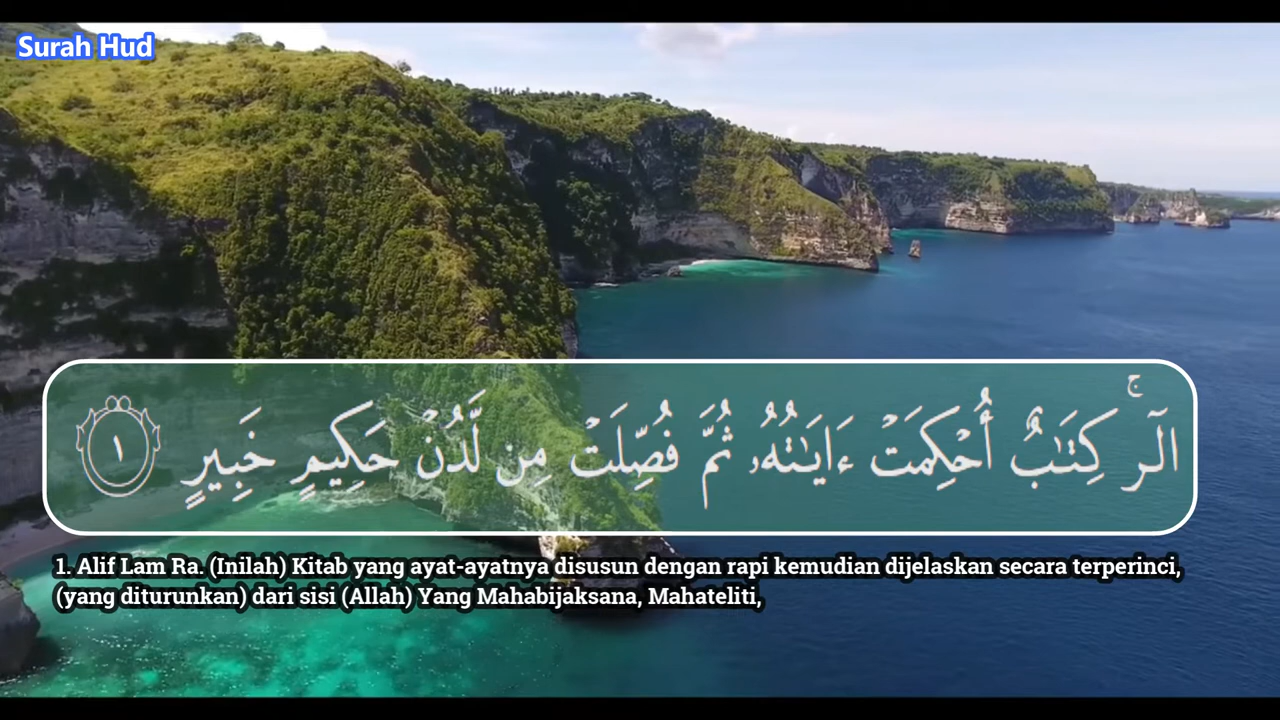 Surah Hud
الٓرۚ كِتَٰبٌ أُحْكِمَتْ ءَايَٰتُهُۥ ثُمَّ فُصِّلَتْ مِن لَّدُنْ حَكِيمٍ خَبِيرٍ ١
1. Alif Lam Ra. (Inilah) Kitab yang ayat-ayatnya disusun dengan rapi kemudian dijelaskan secara terperinci,
(yang diturunkan) dari sisi (Allah) Yang Mahabijaksana, Mahateliti,